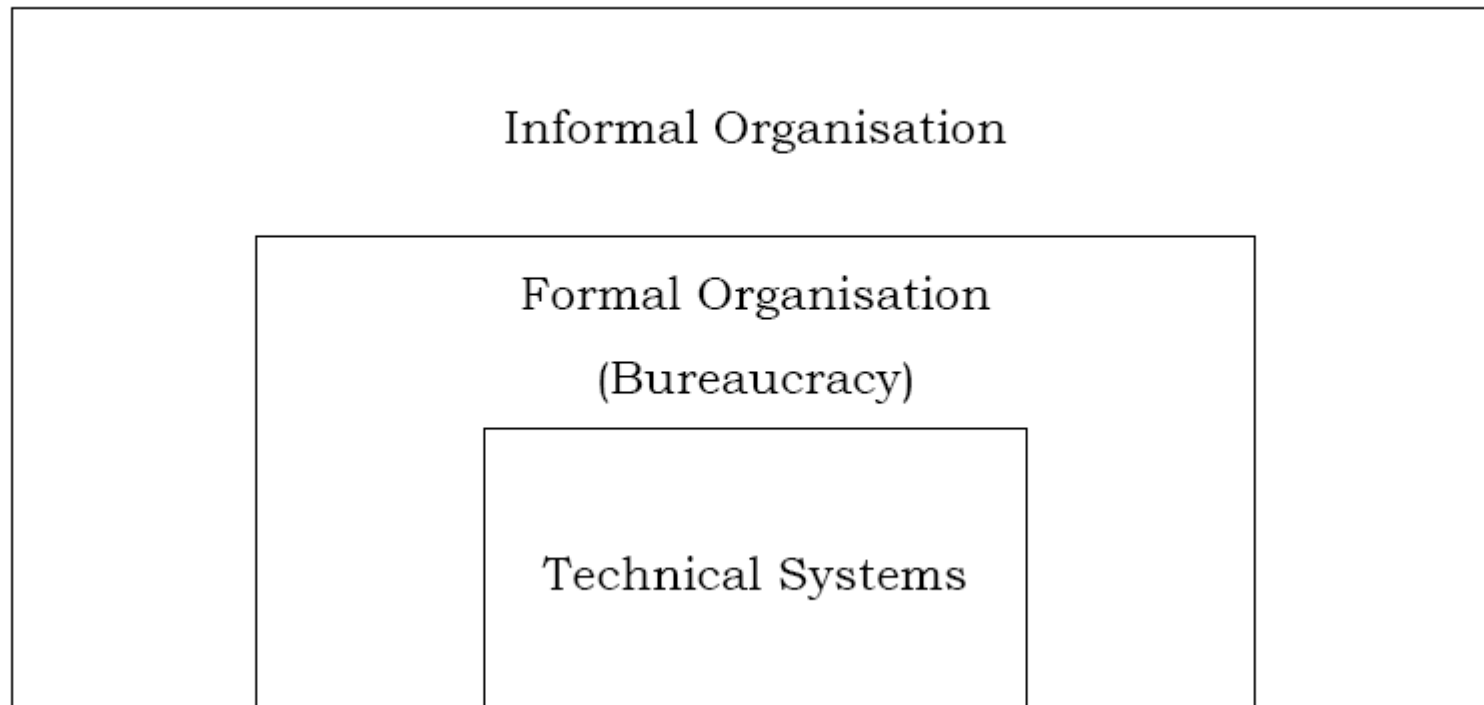 Informal Organisation
Formal Organisation
(Bureaucracy)
Technical Systems